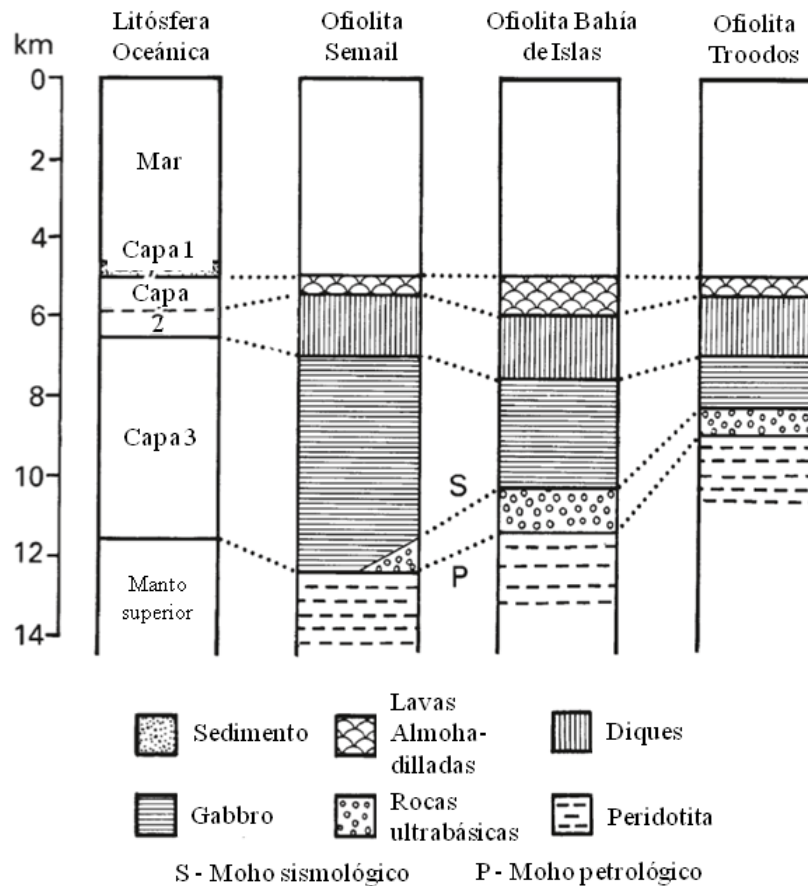 Litósfera
Oceánica
Ofiolita
Semail
Ofiolita Bahía
de Islas
Ofiolita
Troodos
km
0
2
4
6
8
10
12
14
Mar
Capa 1
Capa
2
Capa 3
Manto
superior
S
P
Sedimento
Lavas
Almoha-
dilladas
Diques
Gabbro
Rocas
ultrabásicas
Peridotita
S - Moho sismológico
P - Moho petrológico